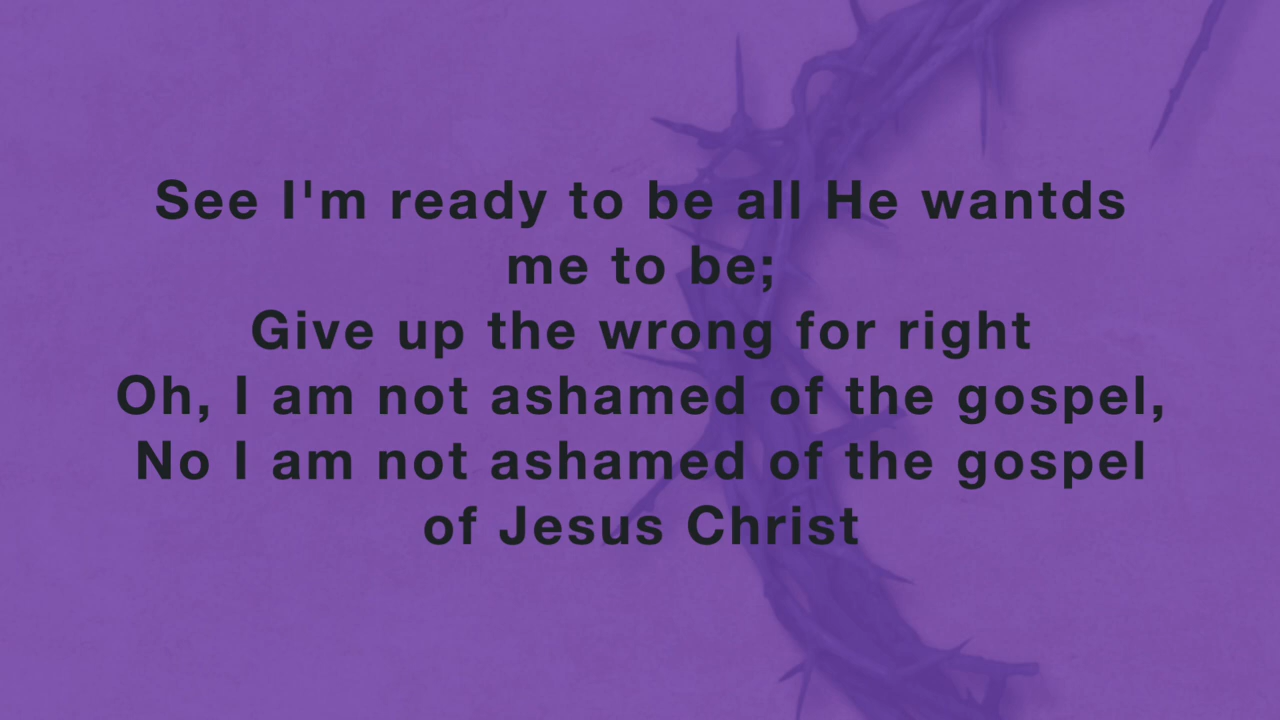 See I'm ready to be all He wantds
me to be;
Give up the wrong for right
Oh, I am not ashamed of the gospel,
No I am not ashamed of the gospel
of Jesus Christ